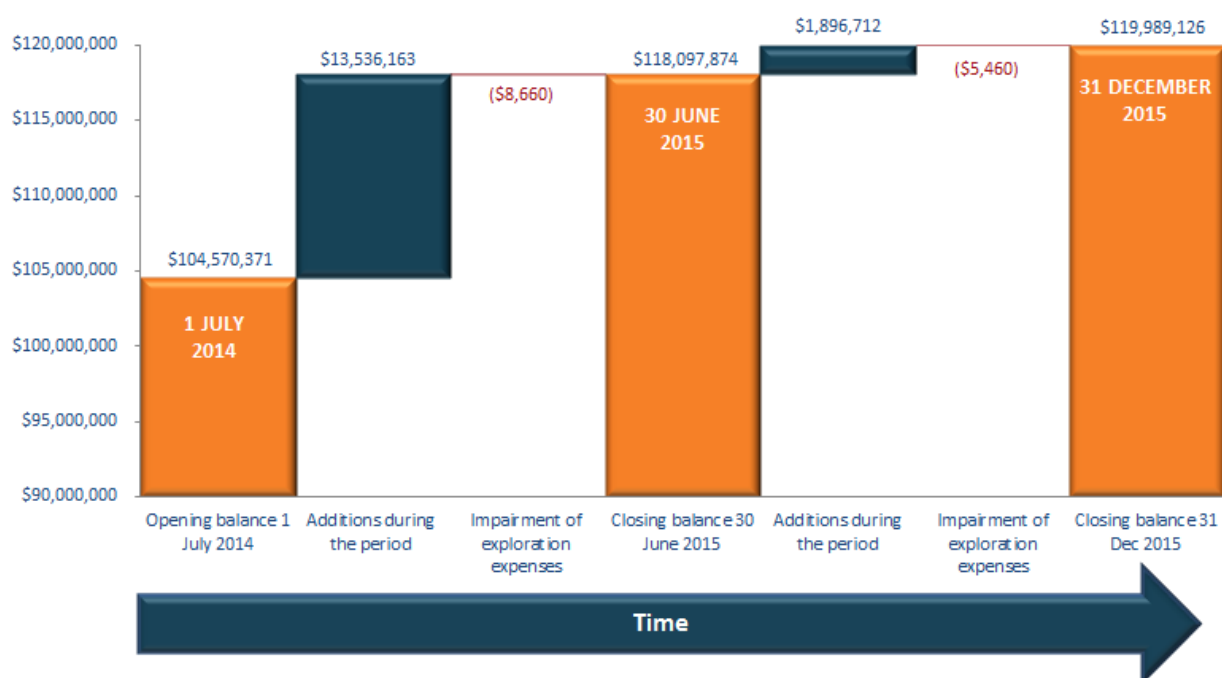 $120,000,000
$115,000,000
$110,000,000
$105,000,000
$100,000,000
$95,000,000
$90,000,000
$104,570,371
$13,536,163
($8,660)
$118,097,874
$1,896,712
($5,460)
$119,989,126
1 JULY
2014
30 JUNE
2015
31 DECEMBER
2015
Opening balance 1
July 2014
Additions during
the period
Impairment of
exploration
expenses
Closing balance 30
June 2015
Additions during
the period
Impairment of
exploration
expenses
Closing balance 31
Dec 2015
Time